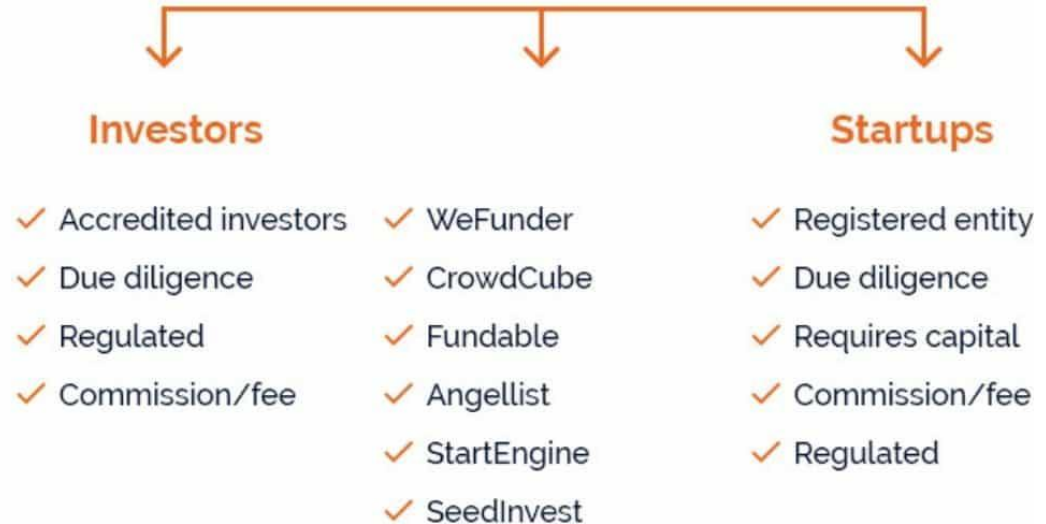 Investors
Startups
Accredited investors
Due diligence
Regulated
Commission/fee
WeFunder
CrowdCube
Fundable
Angellist
StartEngine
SeedInvest
Registered entity
Due diligence
Requires capital
Commission/fee
Regulated